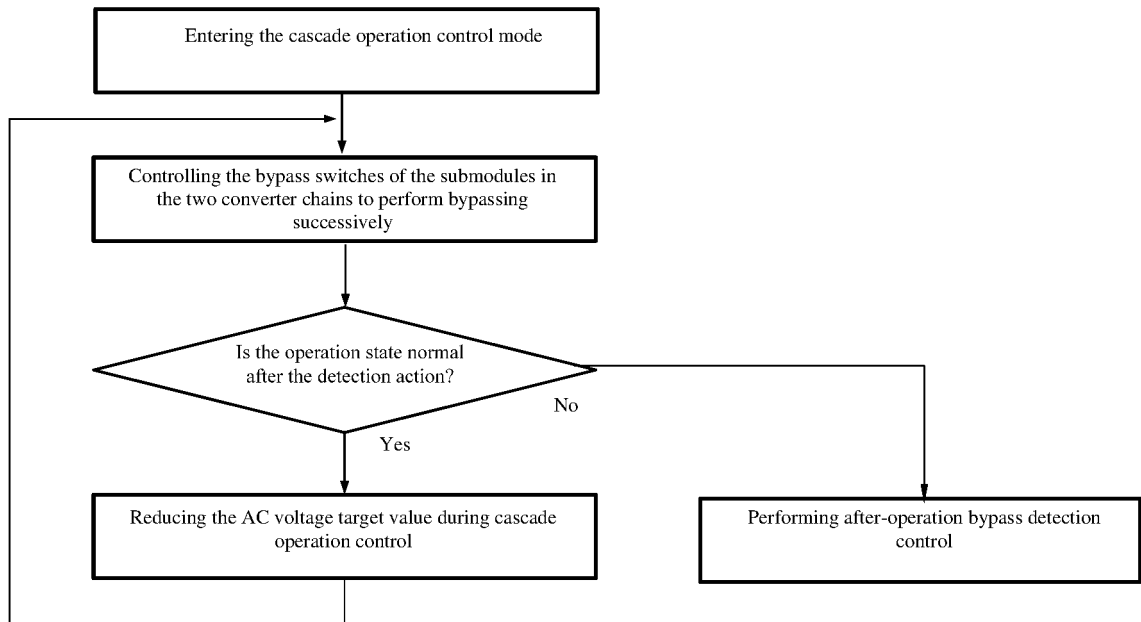 Entering the cascade operation control mode
Controlling the bypass switches of the submodules in
the two converter chains to perform bypassing
successively
Is the operation state normal
after the detection action?
No
Yes
Reducing the AC voltage target value during cascade
operation control
Performing after-operation bypass detection
control